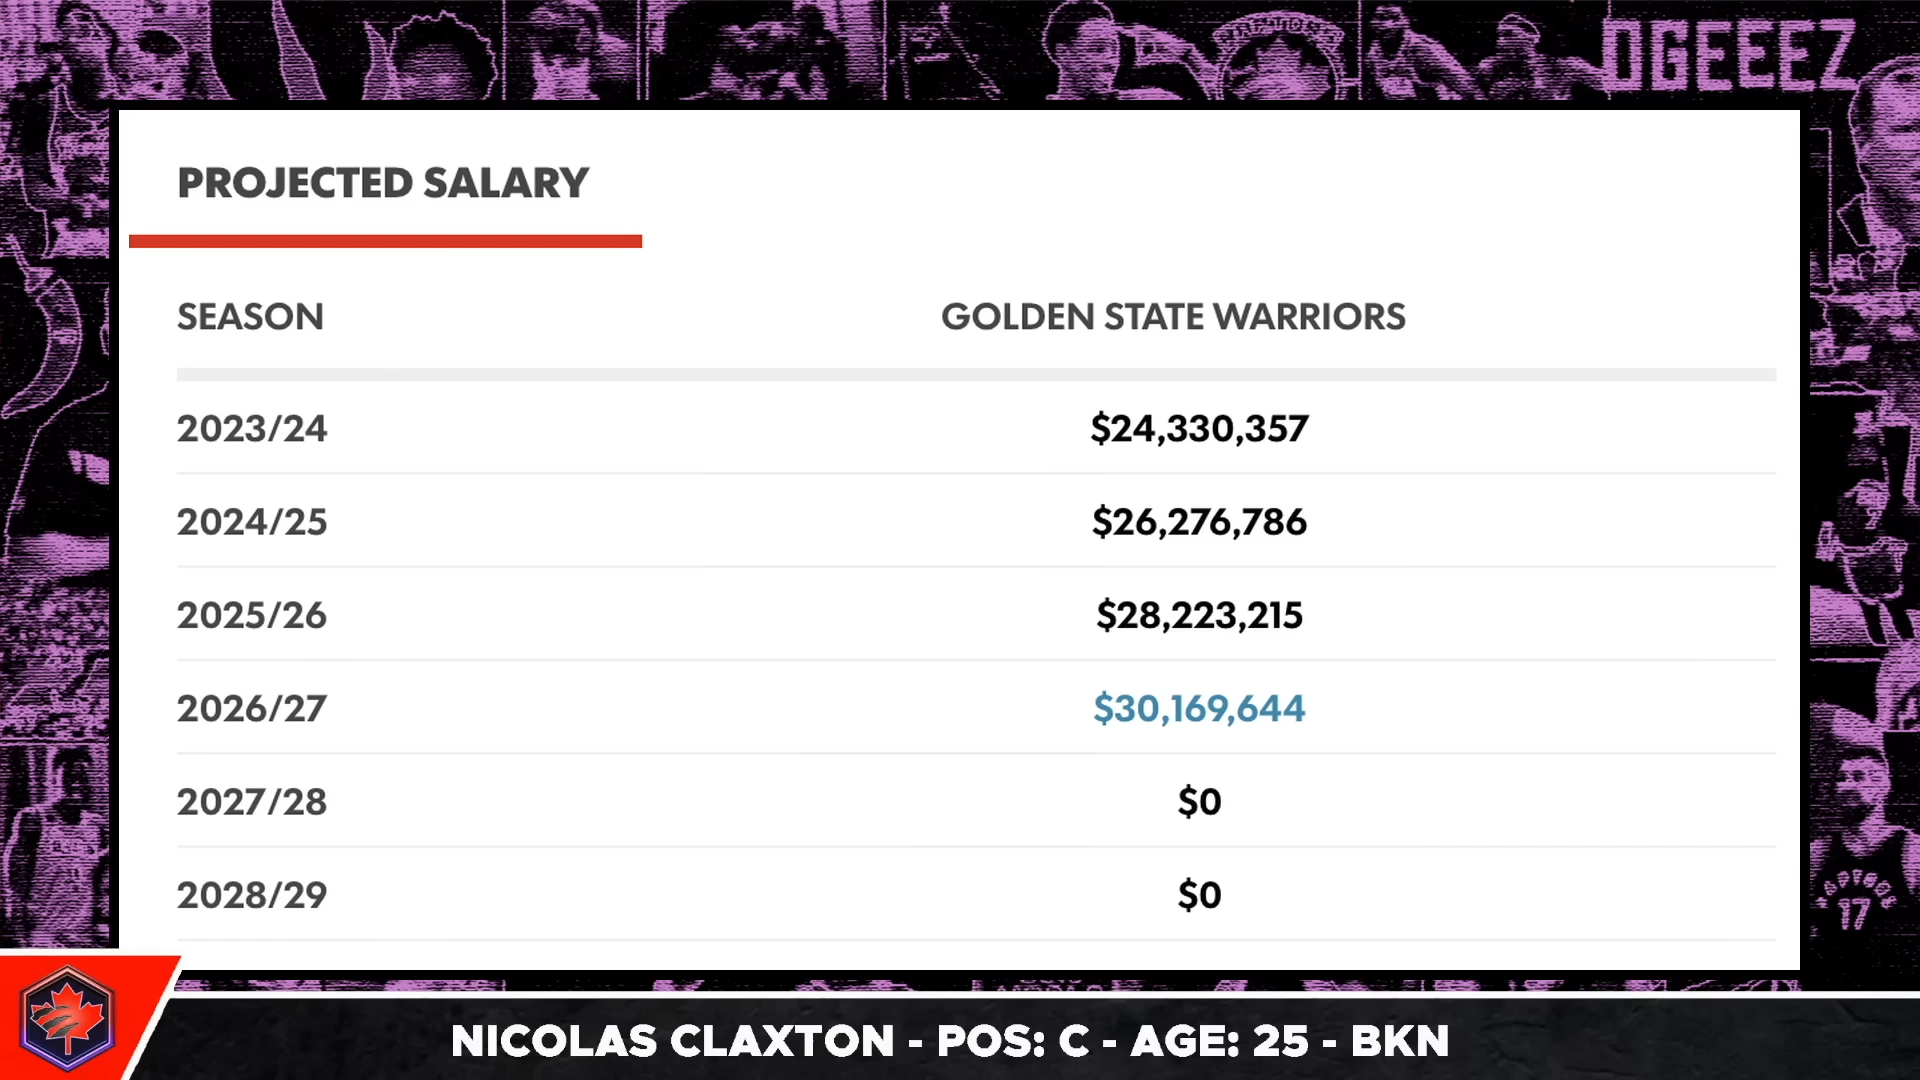 DGEEEZ
PROJECTED SALARY
SEASON GOLDEN STATE WARRIORS
2023/24 $24,330,357
2024/25 $26,276,786
2025/26 $28,223,215
2026/27 $30,169,644
2027/28 $0
2028/29 $0
17
NICOLAS CLAXTON - POS: C - AGE: 25 - BKN